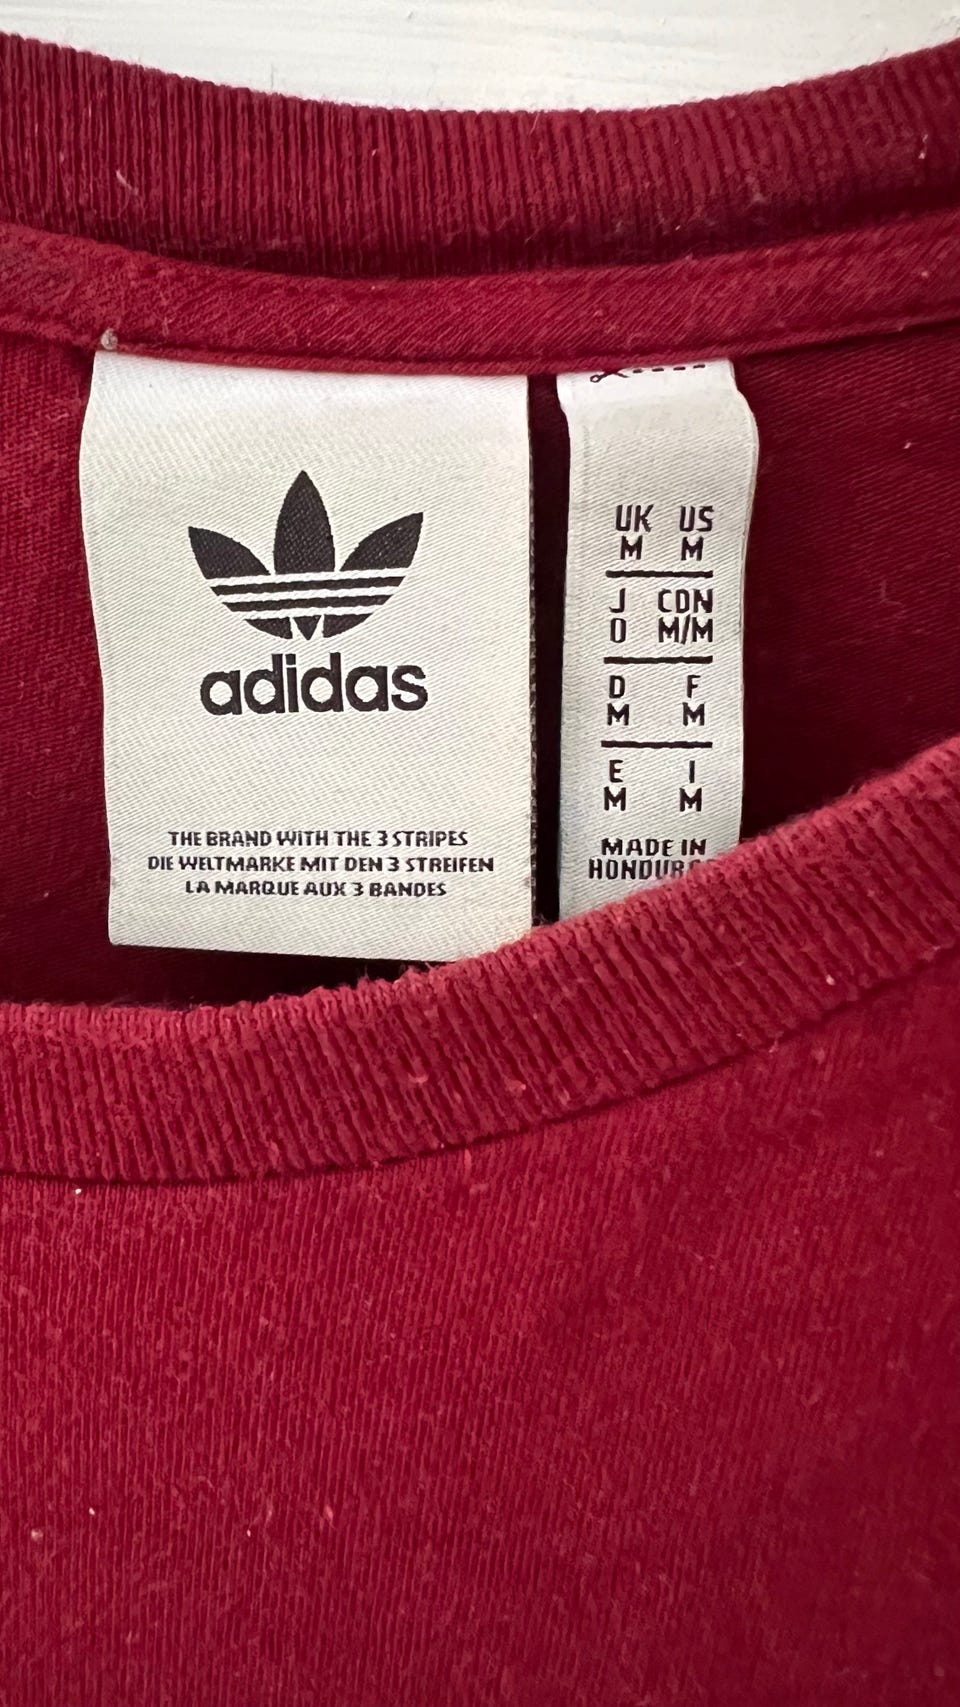 adidas
THE BRAND WITH THE 3 STRIPES
DIE WELTMARKE MIT DEN 3 STREIFEN
LA MARQUE AUX 3 BANDES
UK US
M M
J CDN
O M/M
D F
M M
E I
M M
MADE IN